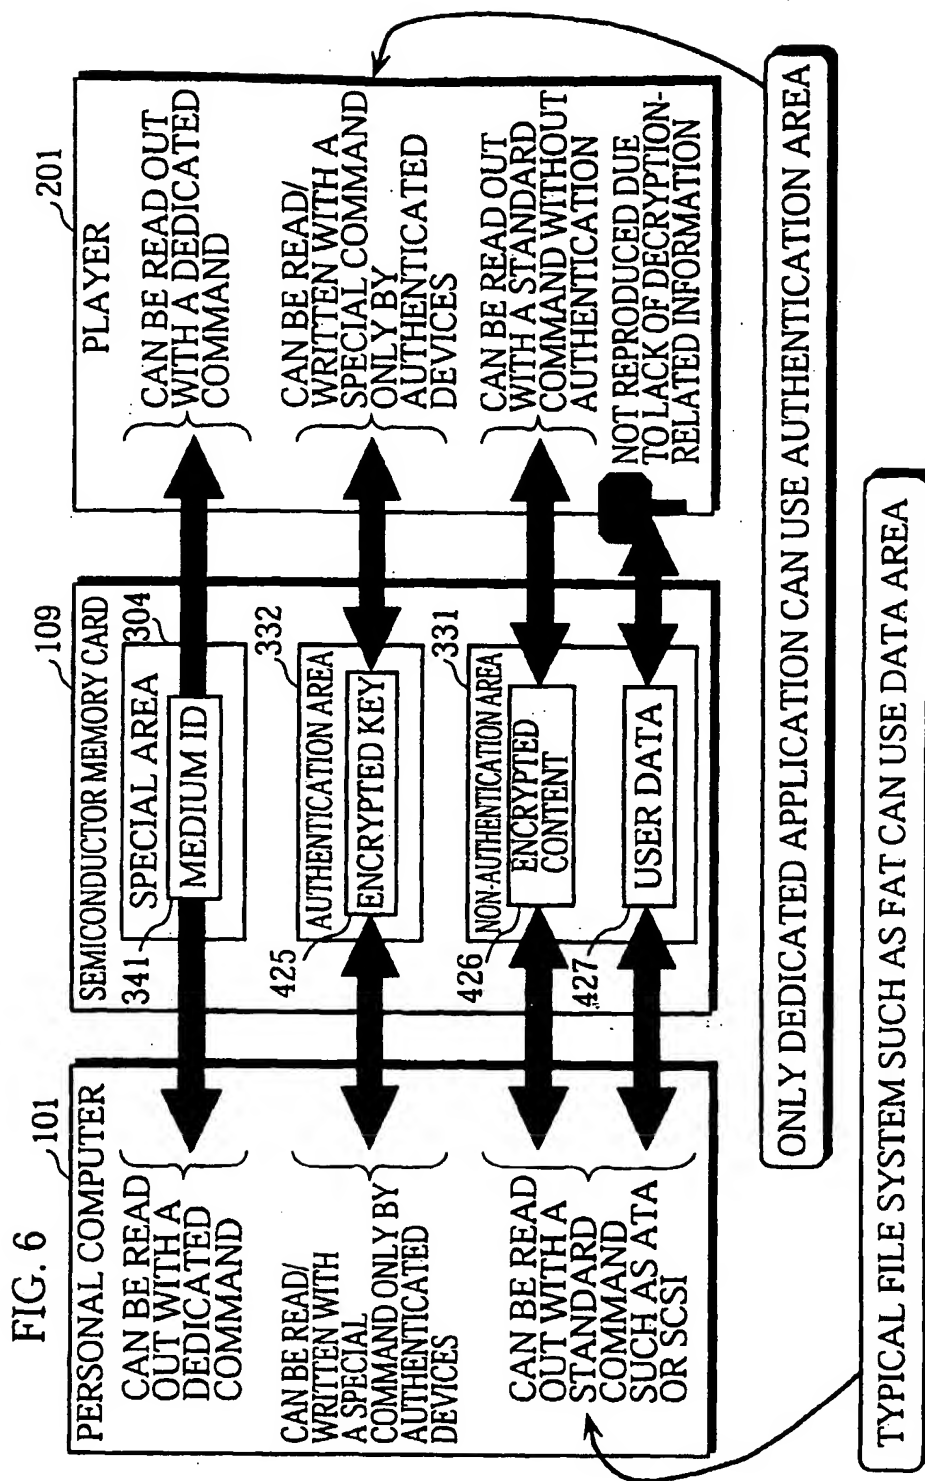 FIG. 6
PERSONAL COMPUTER
101
CAN BE READ
OUT WITH A
DEDICATED
COMMAND
CAN BE READ/
WRITTEN WITH
A SPECIAL
COMMAND ONLY BY
AUTHENTICATED
DEVICES
CAN BE READ
OUT WITH A
STANDARD
COMMAND
SUCH AS ATA
OR SCSI
SEMICONDUCTOR MEMORY CARD
109
SPECIAL AREA
304
341
MEDIUM ID
AUTHENTICATION AREA
332
425
ENCRYPTED KEY
NON-AUTHENTICATION AREA
331
426
ENCRYPTED
CONTENT
427
USER DATA
PLAYER
201
CAN BE READ OUT
WITH A DEDICATED
COMMAND
CAN BE READ/
WRITTEN WITH A
SPECIAL COMMAND
ONLY BY
AUTHENTICATED
DEVICES
CAN BE READ OUT
WITH A STANDARD
COMMAND WITHOUT
AUTHENTICATION
NOT REPRODUCED DUE
TO LACK OF DECRYPTION-
RELATED INFORMATION
ONLY DEDICATED APPLICATION CAN USE AUTHENTICATION AREA
TYPICAL FILE SYSTEM SUCH AS FAT CAN USE DATA AREA